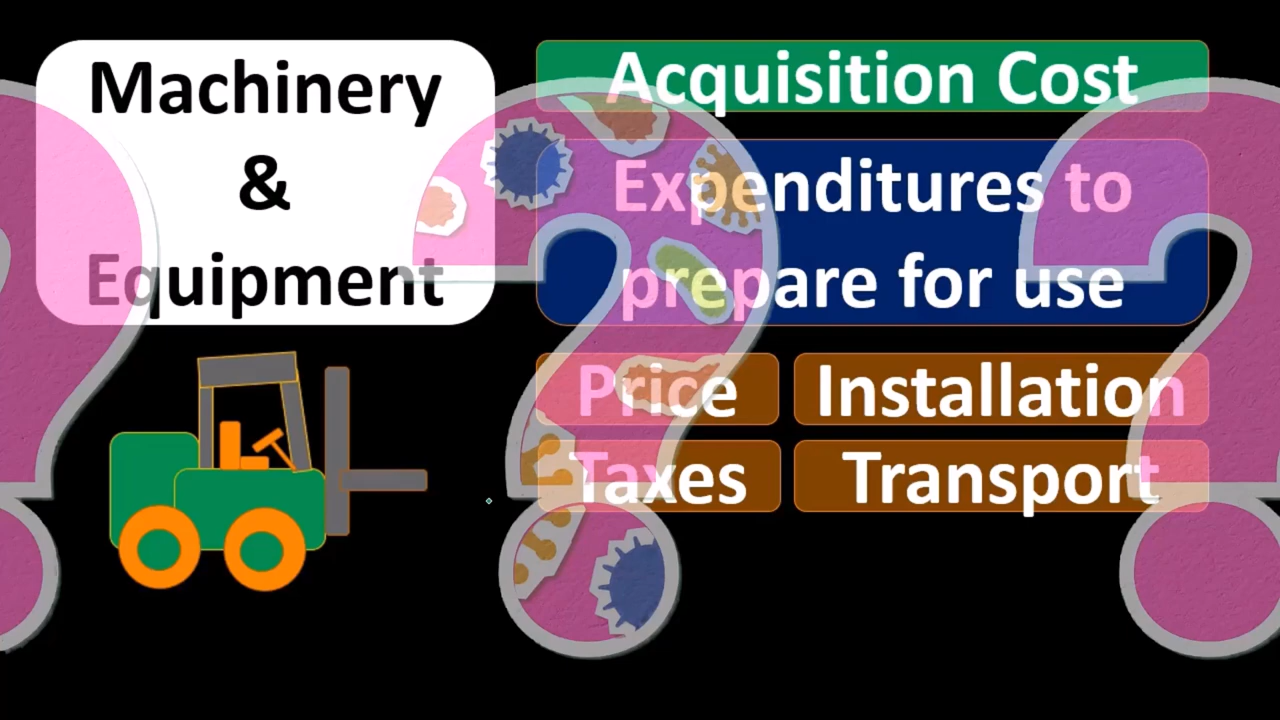 Machinery
&
Equipment
Acquisition Cost
Expenditures to
prepare for use
Price
Installation
Taxes
Transport